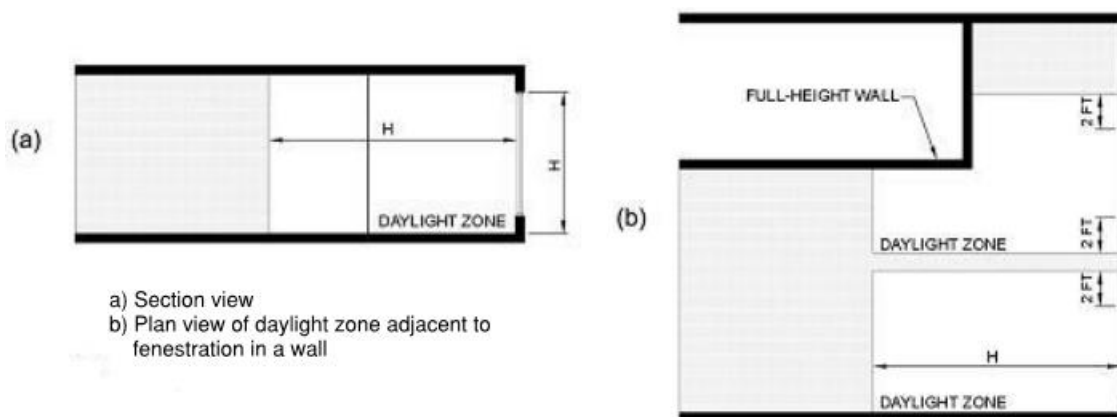 (a)
H
H
DAYLIGHT ZONE
a) Section view
b) Plan view of daylight zone adjacent to
fenestration in a wall
(b)
FULL-HEIGHT WALL
2 FT
DAYLIGHT ZONE
2 FT
2 FT
H
DAYLIGHT ZONE